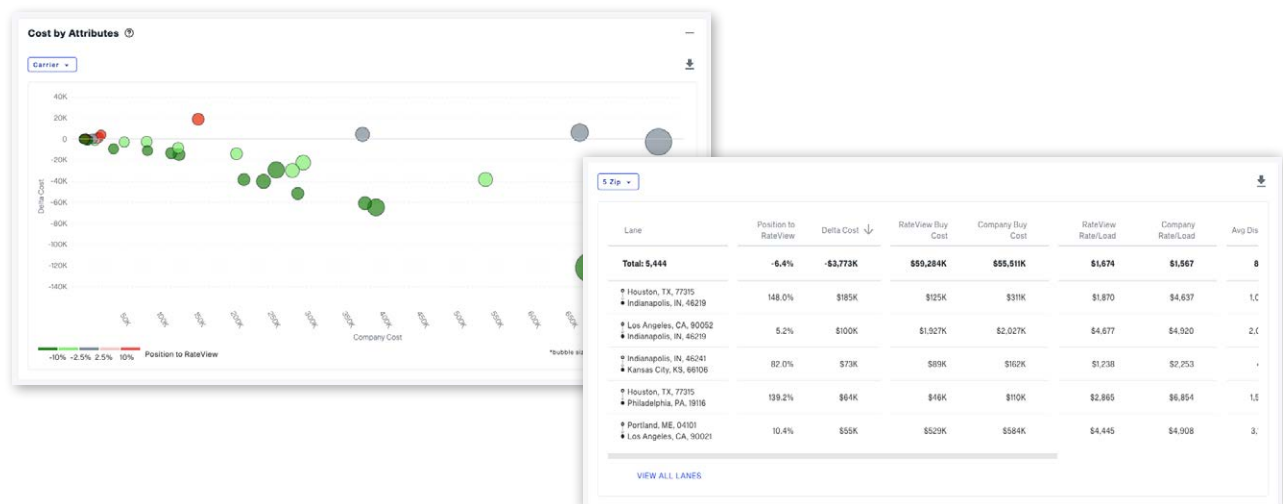 Cost by Attributes ?
Carrier
40K
20K
0
-20K
-40K
-60K
-80K
-100K
-120K
-140K
Delta Cost
50K
100K
150K
200K
250K
300K
350K
400K
450K
500K
550K
600K
650K
Company Cost
-10% -2.5% 2.5% 10% Position to RateView
5 Zip
Lane
Position to
RateView
Delta Cost
RateView Buy
Cost
Company Buy
Cost
RateView
Rate/Load
Company
Rate/Load
Avg Dis
Total: 5,444 -6.4% -$3,773K $59,284K $55,511K $1,674 $1,567 8
Houston, TX, 77315
Indianapolis, IN, 46219
148.0% $185K $125K $311K $1,870 $4,637
Los Angeles, CA, 90052
Indianapolis, IN, 46219
5.2% $100K $1,927K $2,027K $4,677 $4,920
Indianapolis, IN, 46241
Kansas City, KS, 66106
82.0% $73K $89K $162K $1,238 $2,253
Houston, TX, 77315
Philadelphia, PA, 19116
139.2% $64K $46K $110K $2,865 $6,854
Portland, ME, 04101
Los Angeles, CA, 90021
10.4% $55K $529K $584K $4,445 $4,908
VIEW ALL LANES